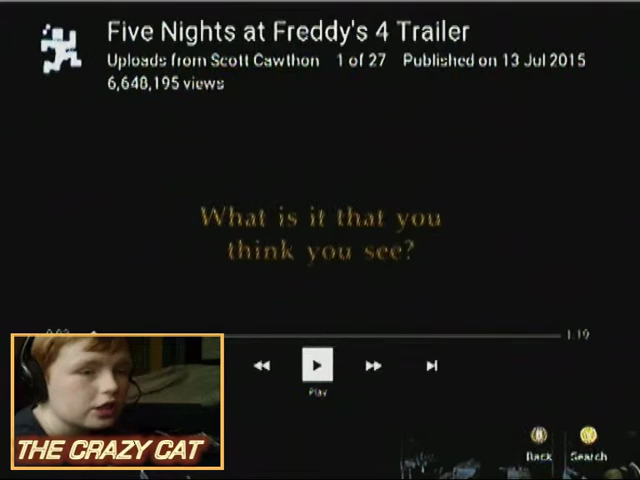 Five Nights at Freddy's 4 Trailer
Uploads from Scott Cawthon 1 of 27 Published on 13 Jul 2015
6,648,195 views
What is it that you
think you see?
1:19
Play
THE CRAZY CAT
Back Search